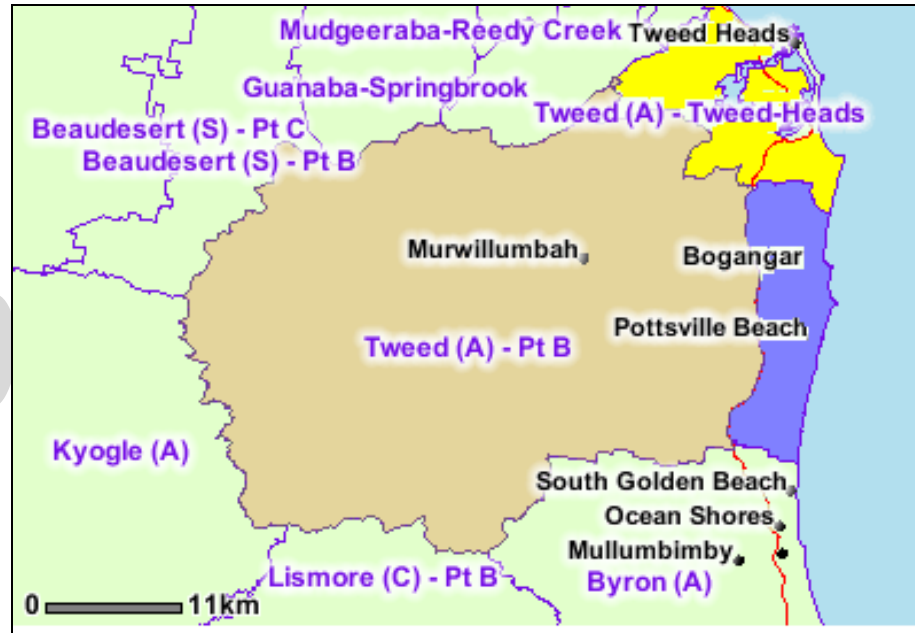 Mudgeeraba-Reedy Creek
Tweed Heads
Guanaba-Springbrook
Tweed (A) - Tweed-Heads
Beaudesert (S) - Pt C
Beaudesert (S) - Pt B
Murwillumbah
Bogangar
Pottsville Beach
Tweed (A) - Pt B
Kyogle (A)
South Golden Beach
Ocean Shores
Mullumbimby
Lismore (C) - Pt B
Byron (A)
0 11km